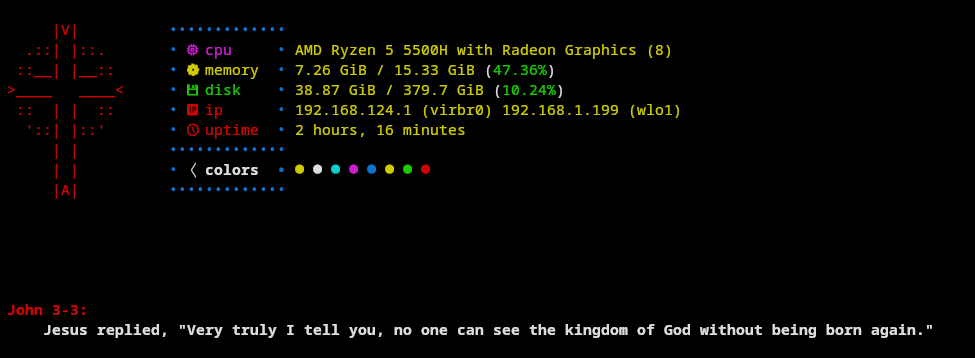 |V|
.::| |::.
::__| |__::
>____   ____<
::  | |  ::
'::| |::'
| |
| |
|A|
•••••••••••••
• cpu • AMD Ryzen 5 5500H with Radeon Graphics (8)
• memory • 7.26 GiB / 15.33 GiB (47.36%)
• disk • 38.87 GiB / 379.7 GiB (10.24%)
• ip • 192.168.124.1 (virbr0) 192.168.1.199 (wlo1)
• uptime • 2 hours, 16 minutes
•••••••••••••
• colors •
•••••••••••••
John 3-3:
Jesus replied, "Very truly I tell you, no one can see the kingdom of God without being born again."